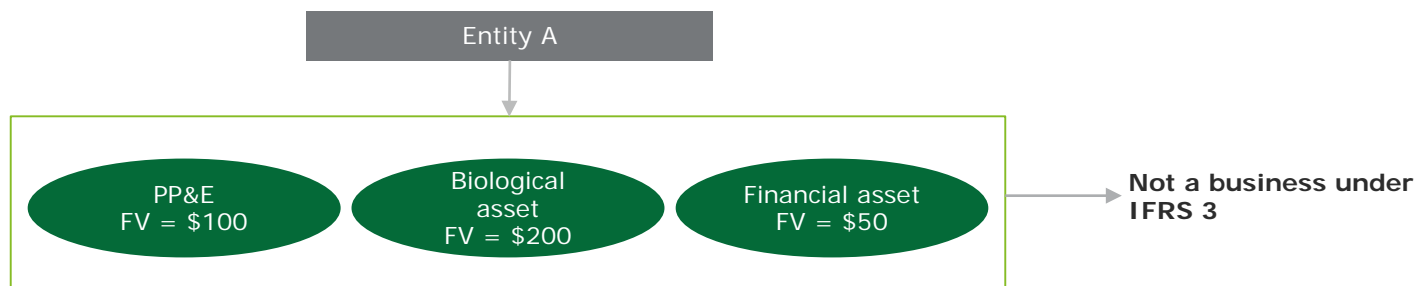 Entity A
PP&E
FV = $100
Biological
asset
FV = $200
Financial asset
FV = $50
Not a business under
IFRS 3